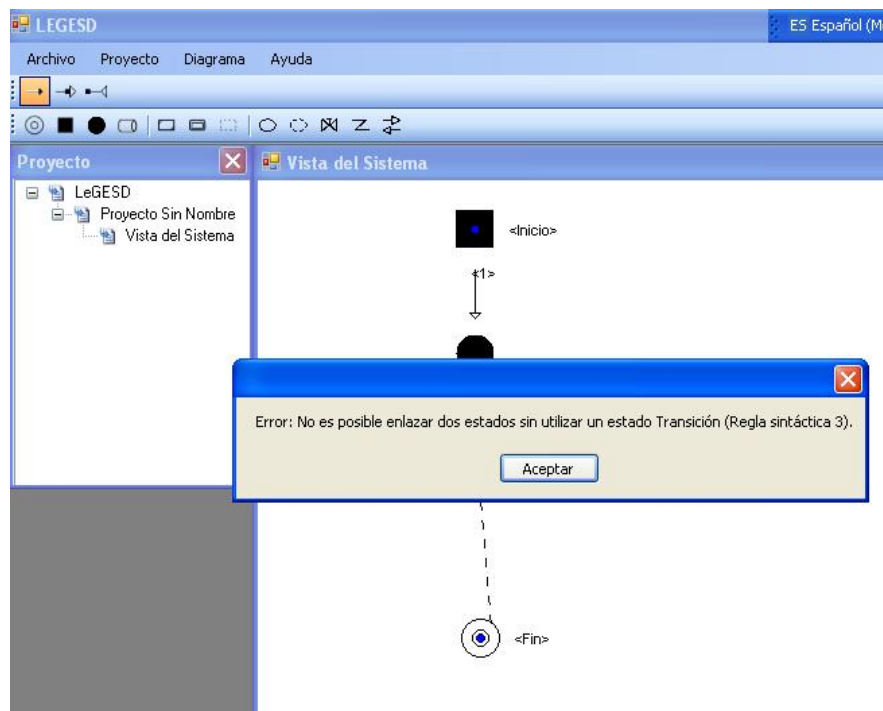 LEGESD
ES Español (M
Archivo Proyecto Diagrama Ayuda
Proyecto
Vista del Sistema
LeGESD
Proyecto Sin Nombre
Vista del Sistema
<Inicio>
<1>
Error: No es posible enlazar dos estados sin utilizar un estado Transición (Regla sintáctica 3).
Aceptar
<Fin>